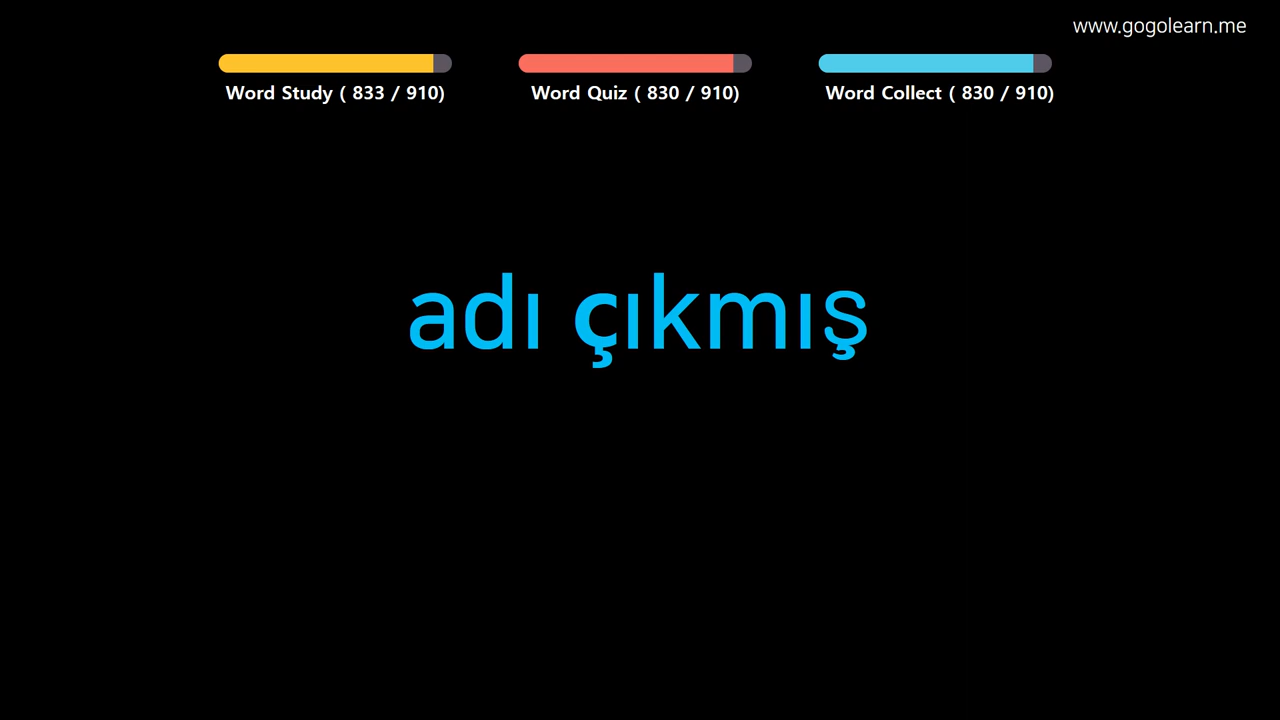 www.gogolearn.me
Word Study ( 833 / 910)
Word Quiz ( 830 / 910)
Word Collect ( 830 / 910)
adı çıkmış